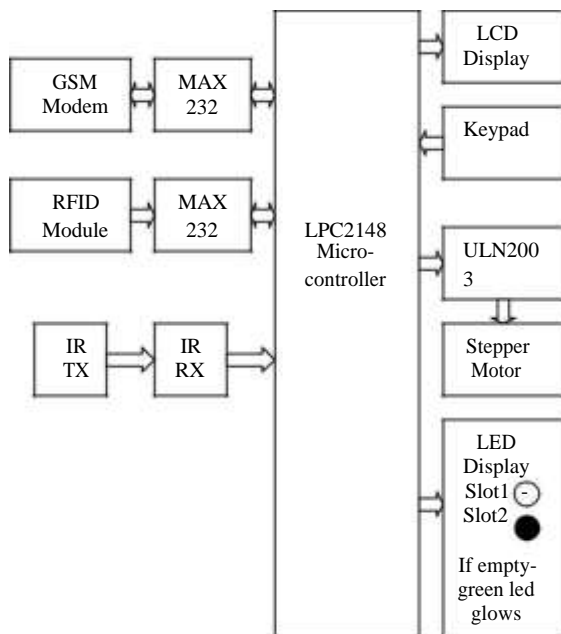 GSM
Modem
MAX
232
RFID
Module
MAX
232
IR
TX
IR
RX
LPC2148
Micro-
controller
LCD
Display
Keypad
ULN200
3
Stepper
Motor
LED
Display
Slot1 -
Slot2
If empty-
green led
glows